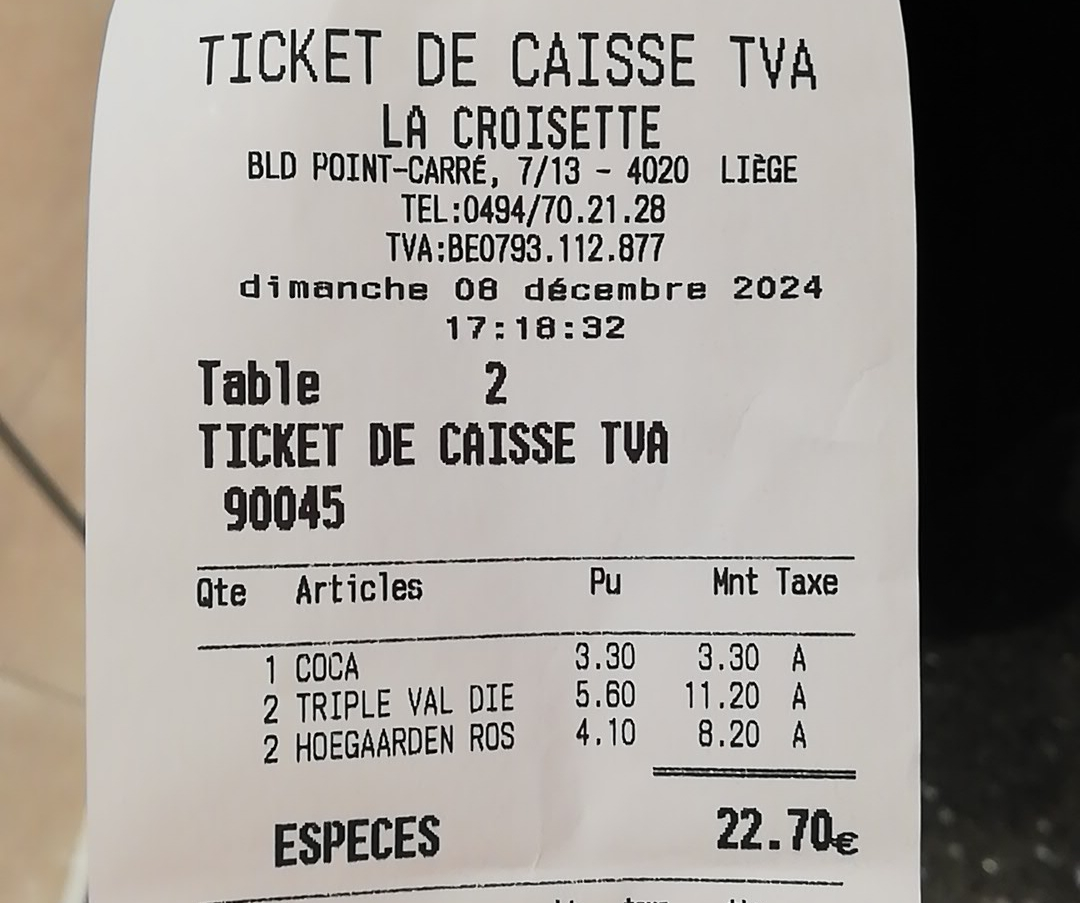 TICKET DE CAISSE TVA
LA CROISETTE
BLD POINT-CARRÉ, 7/13 - 4020 LIÈGE
TEL:0494/70.21.28
TVA:BE0793.112.877
dimanche 08 décembre 2024
17:18:32
Table 2
TICKET DE CAISSE TVA
90045
Qte Articles Pu Mnt Taxe
1 COCA 3.30 3.30 A
2 TRIPLE VAL DIE 5.60 11.20 A
2 HOEGAARDEN ROS 4.10 8.20 A
ESPECES 22.70€